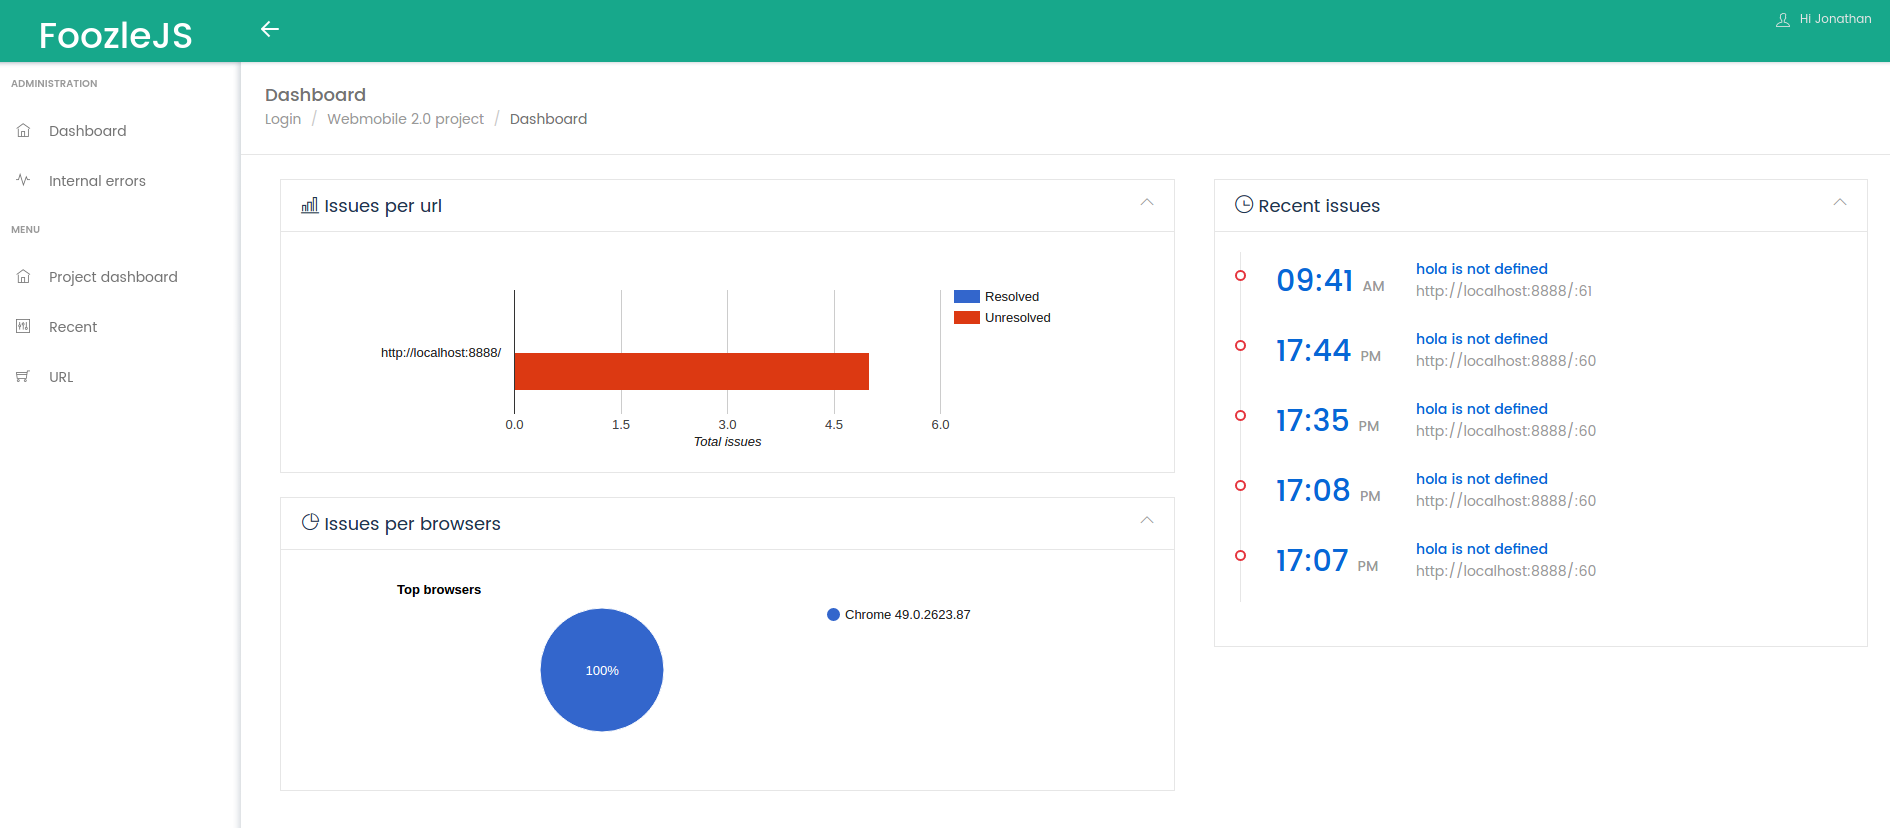 FoozleJS
Hi Jonathan
ADMINISTRATION
Dashboard
Internal errors
MENU
Project dashboard
Recent
URL
Dashboard
Login / Webmobile 2.0 project / Dashboard
Issues per url
Resolved
Unresolved
http://localhost:8888/
0.0 1.5 3.0 4.5 6.0
Total issues
Issues per browsers
Top browsers
Chrome 49.0.2623.87
100%
Recent issues
09:41 AM hola is not defined
http://localhost:8888/:61
17:44 PM hola is not defined
http://localhost:8888/:60
17:35 PM hola is not defined
http://localhost:8888/:60
17:08 PM hola is not defined
http://localhost:8888/:60
17:07 PM hola is not defined
http://localhost:8888/:60